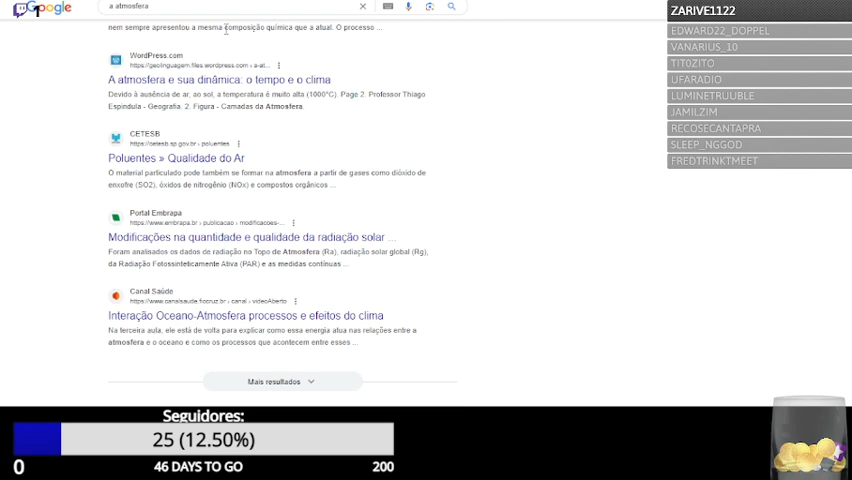 Google
a atmosfera
nem sempre apresentou a mesma composição química que a atual. O processo ...
WordPress.com
https://geolinguagem.files.wordpress.com › a-at...
A atmosfera e sua dinâmica: o tempo e o clima
Devido à ausência de ar, ao sol, a temperatura é muito alta (1000°C). Page 2. Professor Thiago
Espindula - Geografia. 2. Figura - Camadas da Atmosfera.
CETESB
https://cetesb.sp.gov.br › poluentes
Poluentes » Qualidade do Ar
O material particulado pode também se formar na atmosfera a partir de gases como dióxido de
enxofre (SO2), óxidos de nitrogênio (NOx) e compostos orgânicos ...
Portal Embrapa
https://www.embrapa.br › publicacao › modificacoes-...
Modificações na quantidade e qualidade da radiação solar ...
Foram analisados os dados de radiação no Topo de Atmosfera (Ra), radiação solar global (Rg),
da Radiação Fotossinteticamente Ativa (PAR) e as medidas contínuas ...
Canal Saúde
https://www.canalsaude.fiocruz.br › canal › videoAberto
Interação Oceano-Atmosfera processos e efeitos do clima
Na terceira aula, ele está de volta para explicar como essa energia atua nas relações entre a
atmosfera e o oceano e como os processos que acontecem entre esses ...
Mais resultados
ZARIVE1122
EDWARD22_DOPPEL
VANARIUS_10
TIT0ZITO
UFARADIO
LUMINETRUUBLE
JAMILZIM
RECOSECANTAPRA
SLEEP_NGGOD
FREDTRINKTMEET
Seguidores:
25 (12.50%)
0
46 DAYS TO GO
200